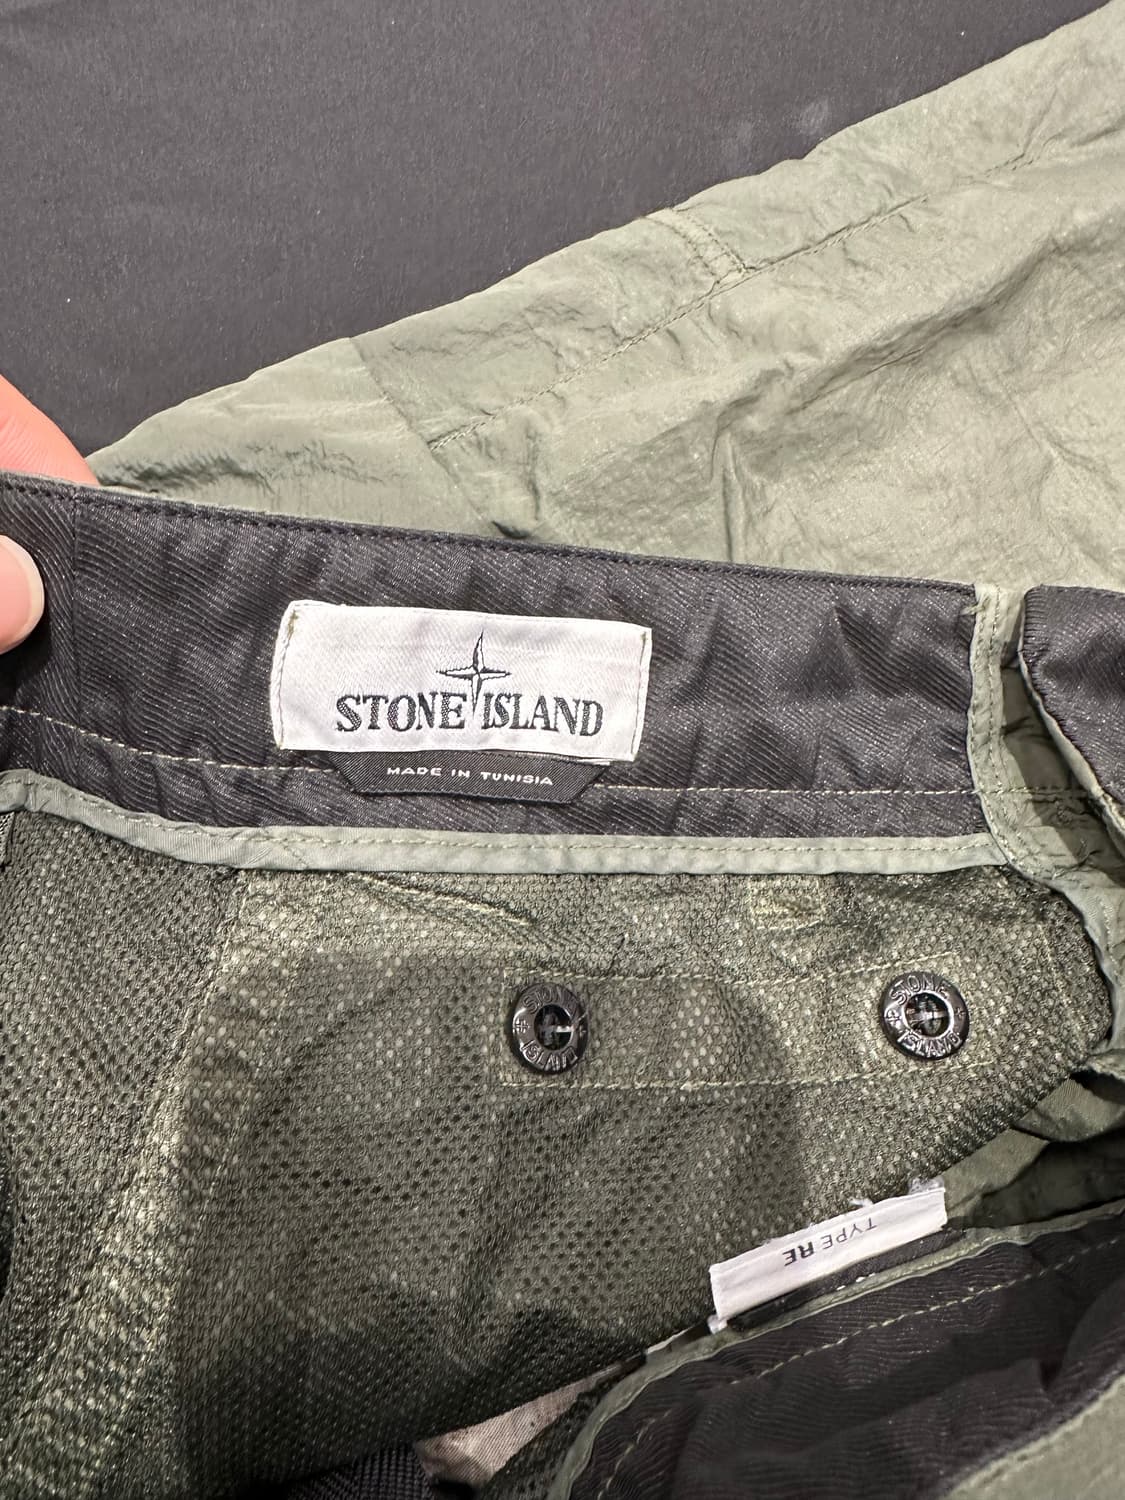 STONE ISLAND
MADE IN TUNISIA
STONE
ISLAND
STONE
ISLAND
TYPE RE